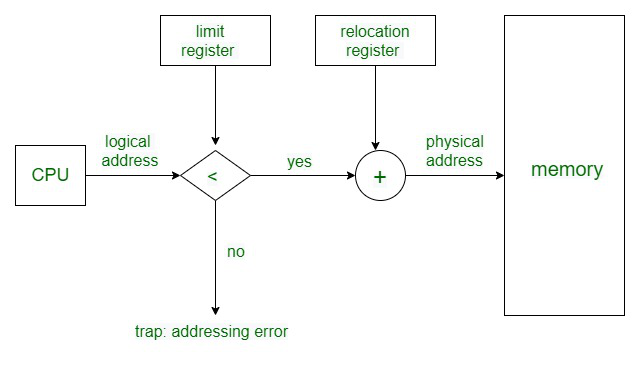 limit
register
relocation
register
logical
address
physical
address
CPU
<
yes
+
memory
no
trap: addressing error